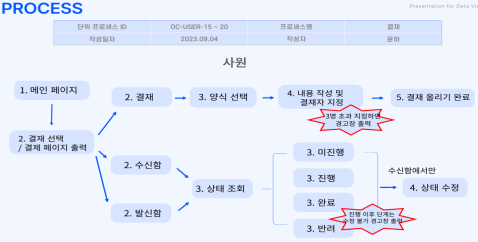 PROCESS
Presentation for Data Vi
단위 프로세스 ID
DC-USER-15 ~ 20
프로세스명
결재
작성일자
2023.09.04
작성자
윤하
사원
1. 메인 페이지
2. 결재 선택
/ 결제 페이지 출력
2. 결재
3. 양식 선택
4. 내용 작성 및
결재자 지정
3명 초과 지정하면
경고창 출력
5. 결재 올리기 완료
2. 수신함
2. 발신함
3. 상태 조회
3. 미진행
3. 진행
3. 완료
3. 반려
진행 이후 단계는
수정 불가 경고창 출력
수신함에서만
4. 상태 수정